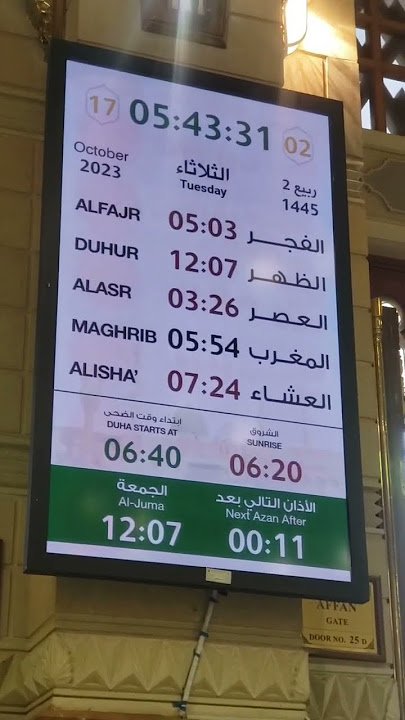 17 05:43:31 02
October الثلاثاء ربيع 2
2023 Tuesday 1445
ALFAJR 05:03 الفجر
DUHUR 12:07 الظهر
ALASR 03:26 العصر
MAGHRIB 05:54 المغرب
ALISHA' 07:24 العشاء
ابتداء وقت الضحى الشروق
DUHA STARTS AT SUNRISE
06:40 06:20
الجمعة الأذان التالي بعد
Al-Juma Next Azan After
12:07 00:11
AFFAN
GATE
DOOR NO. 25 D